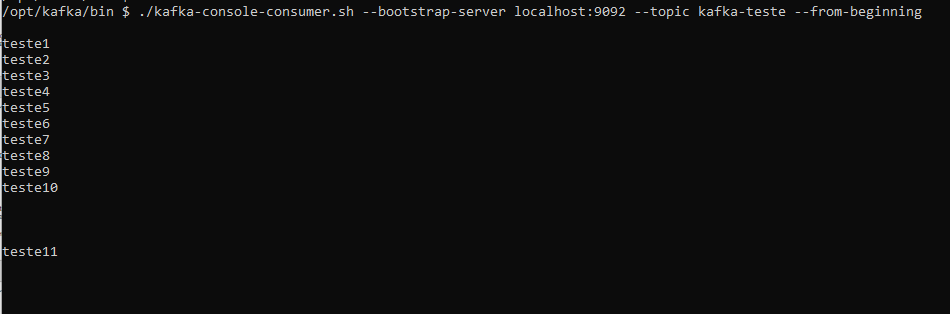 /opt/kafka/bin $ ./kafka-console-consumer.sh --bootstrap-server localhost:9092 --topic kafka-teste --from-beginning
teste1
teste2
teste3
teste4
teste5
teste6
teste7
teste8
teste9
teste10
teste11